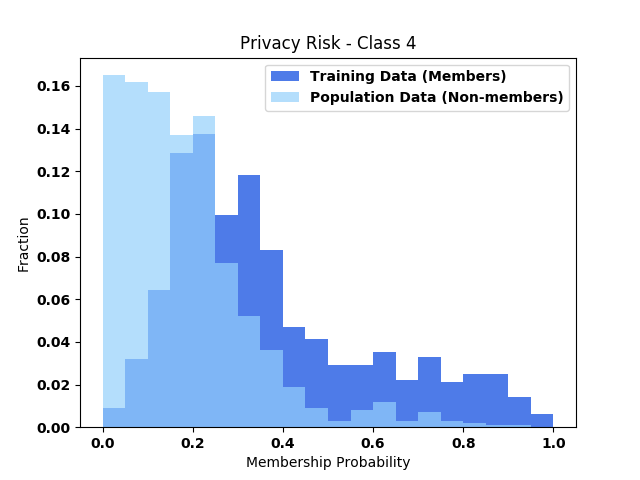 Privacy Risk - Class 4
Training Data (Members)
Population Data (Non-members)
Fraction
0.16
0.14
0.12
0.10
0.08
0.06
0.04
0.02
0.00
0.0 0.2 0.4 0.6 0.8 1.0
Membership Probability